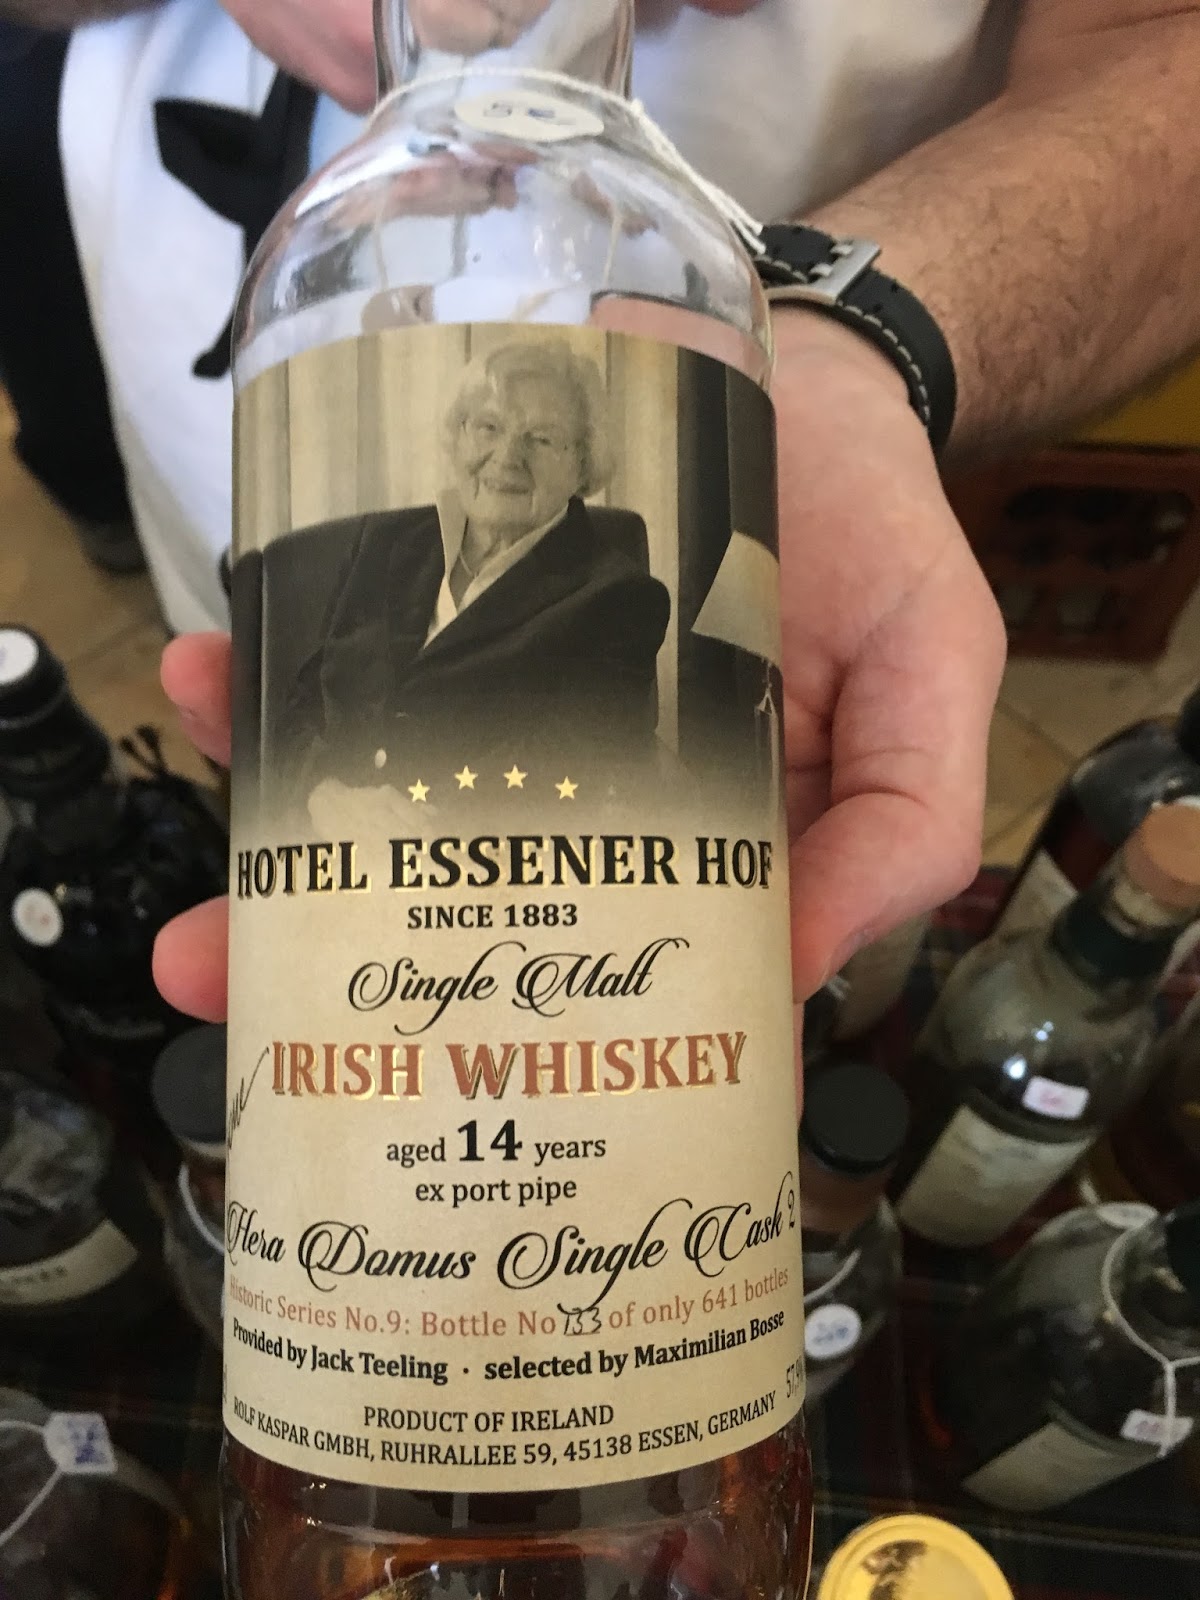 HOTEL ESSENER HOF
SINCE 1883
Single Malt
IRISH WHISKEY
aged 14 years
ex port pipe
Hera Domus Single Cask 2
Historic Series No.9: Bottle No 133 of only 641 bottles
Provided by Jack Teeling · selected by Maximilian Bosse
PRODUCT OF IRELAND
ROLF KASPAR GMBH, RUHRALLEE 59, 45138 ESSEN, GERMANY